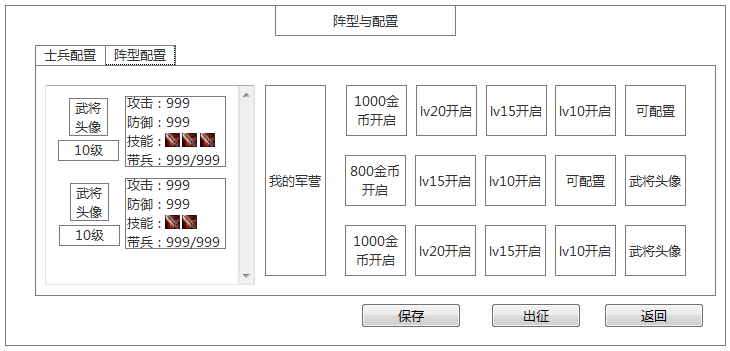 阵型与配置
士兵配置
阵型配置
武将
头像
10级
攻击：999
防御：999
技能：
带兵：999/999
武将
头像
10级
攻击：999
防御：999
技能：
带兵：999/999
我的军营
1000金
币开启
lv20开启
lv15开启
lv10开启
可配置
800金币
开启
lv15开启
lv10开启
可配置
武将头像
1000金
币开启
lv20开启
lv15开启
lv10开启
武将头像
保存
出征
返回